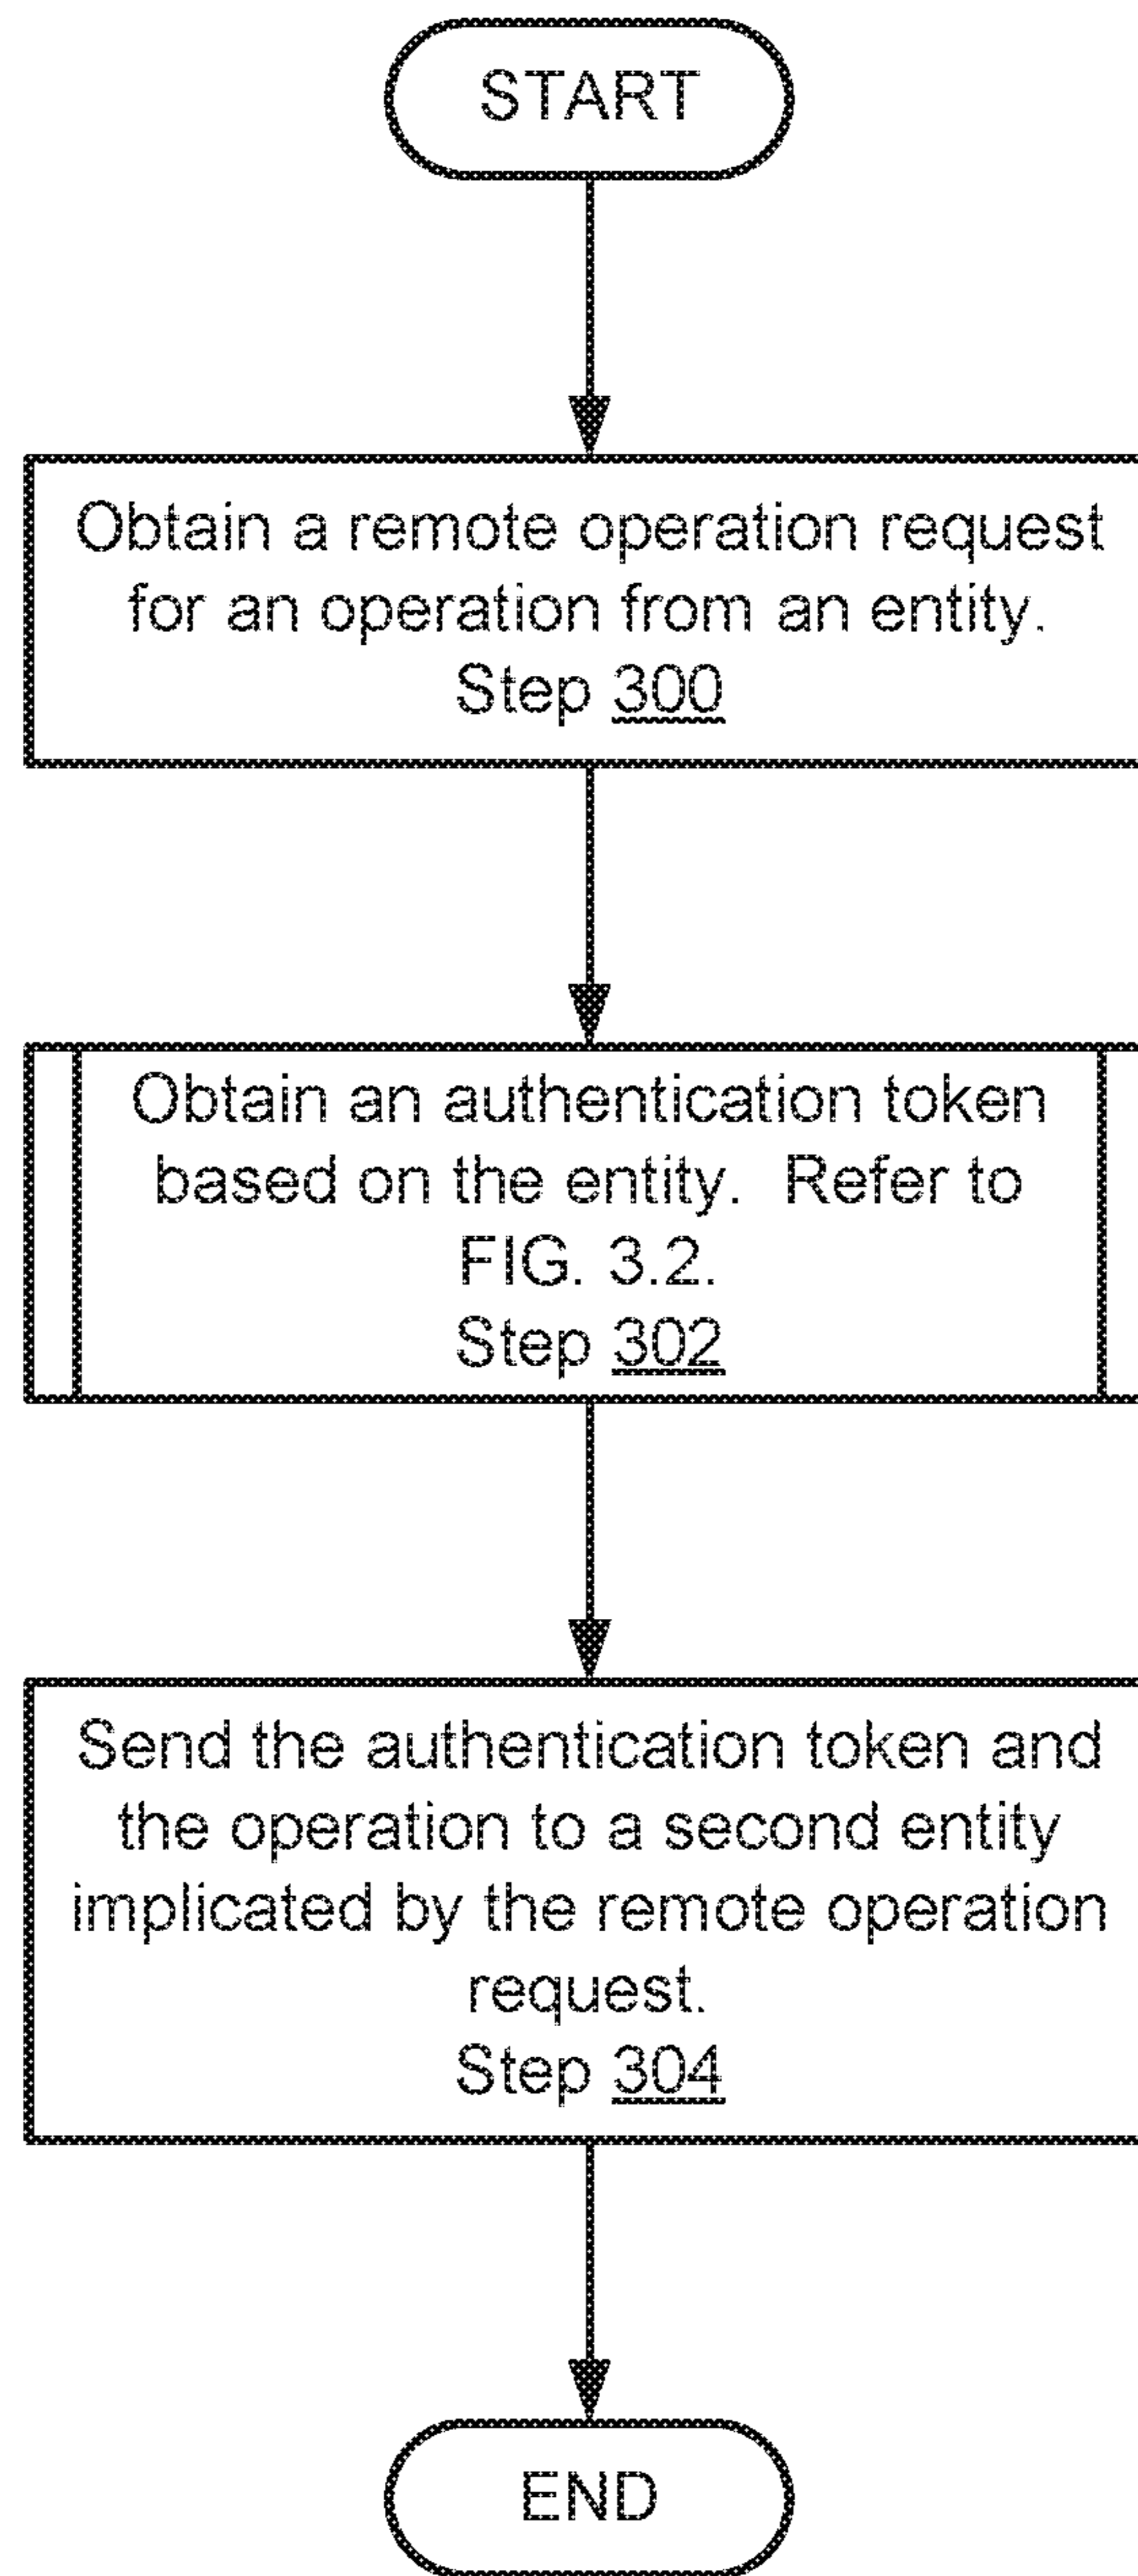 START
Obtain a remote operation request
for an operation from an entity.
Step 300
Obtain an authentication token
based on the entity.  Refer to
FIG. 3.2.
Step 302
Send the authentication token and
the operation to a second entity
implicated by the remote operation
request.
Step 304
END